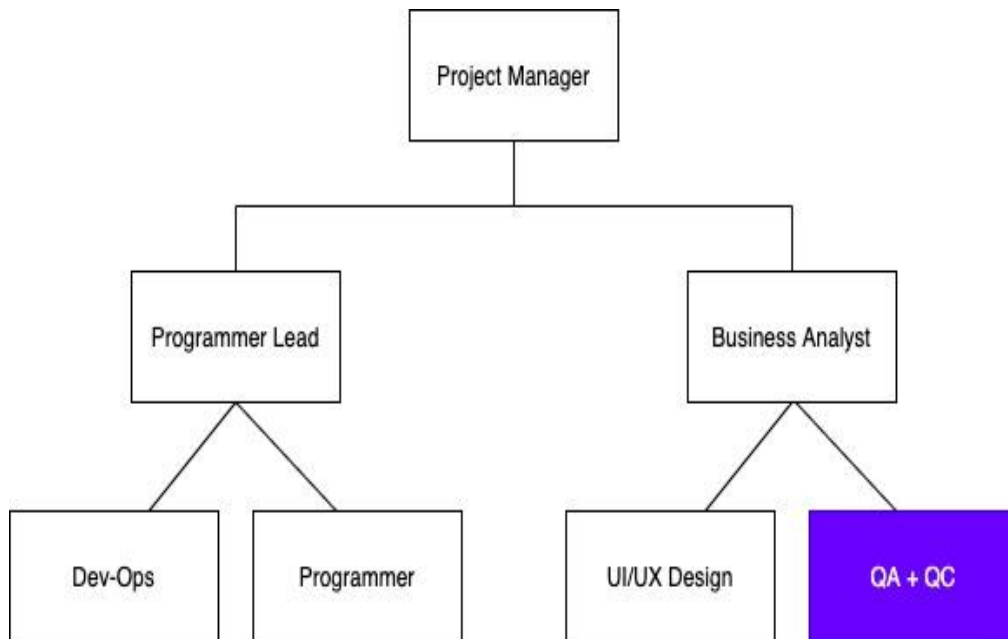 Project Manager
Programmer Lead
Business Analyst
Dev-Ops
Programmer
UI/UX Design
QA + QC